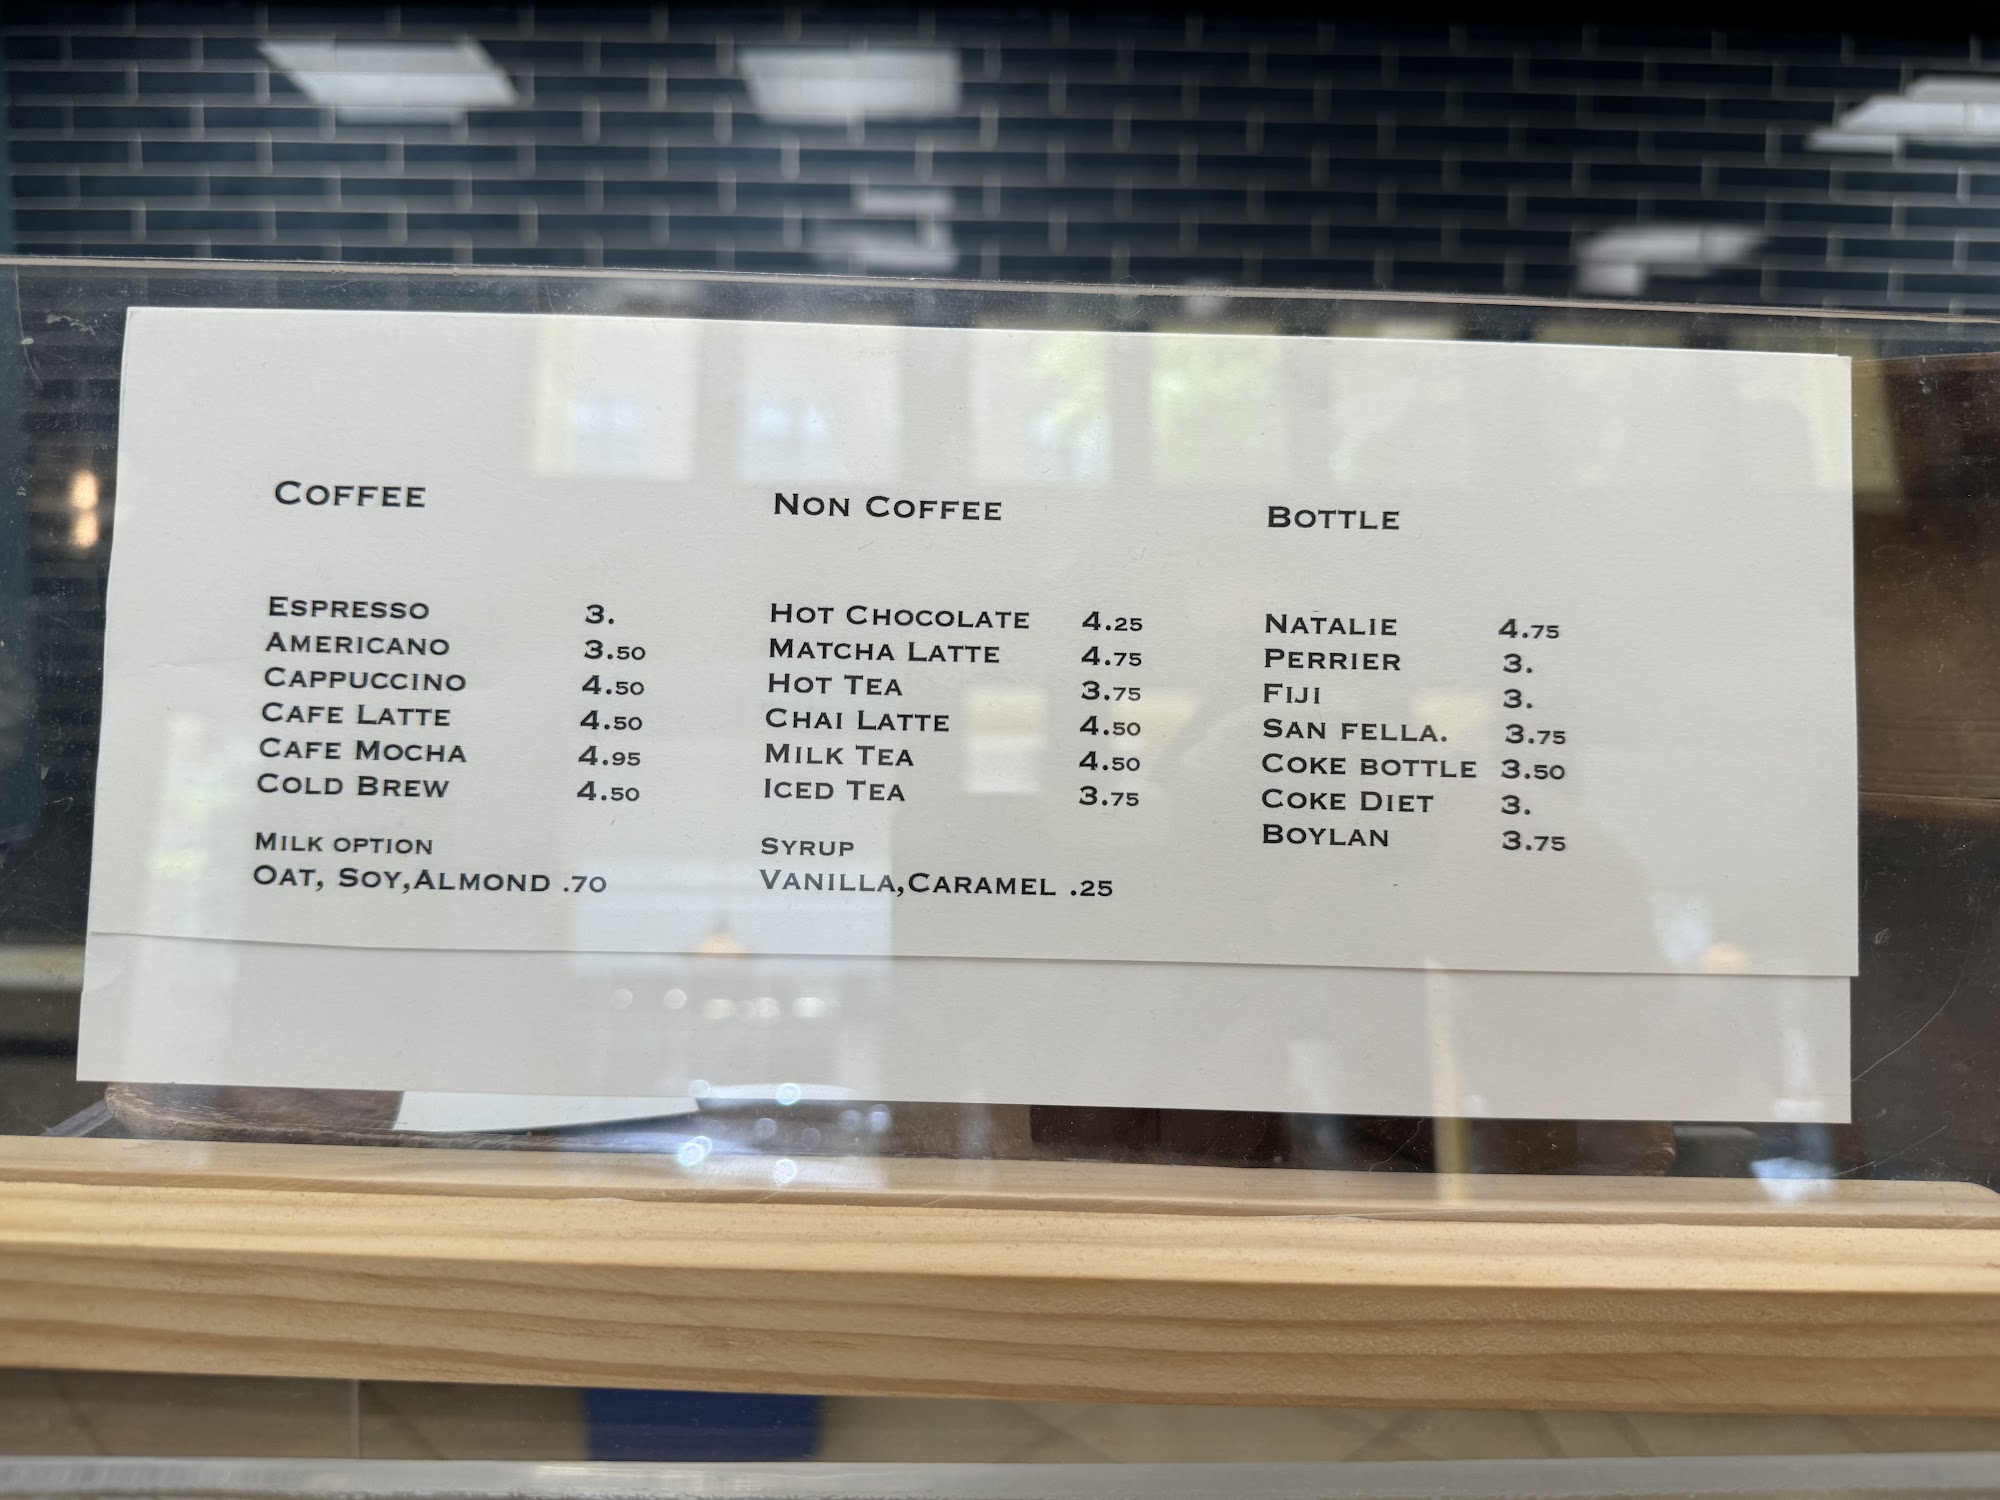 COFFEE
ESPRESSO 3.
AMERICANO 3.50
CAPPUCCINO 4.50
CAFE LATTE 4.50
CAFE MOCHA 4.95
COLD BREW 4.50
MILK OPTION
OAT, SOY,ALMOND .70
NON COFFEE
HOT CHOCOLATE 4.25
MATCHA LATTE 4.75
HOT TEA 3.75
CHAI LATTE 4.50
MILK TEA 4.50
ICED TEA 3.75
SYRUP
VANILLA,CARAMEL .25
BOTTLE
NATALIE 4.75
PERRIER 3.
FIJI 3.
SAN FELLA. 3.75
COKE BOTTLE 3.50
COKE DIET 3.
BOYLAN 3.75